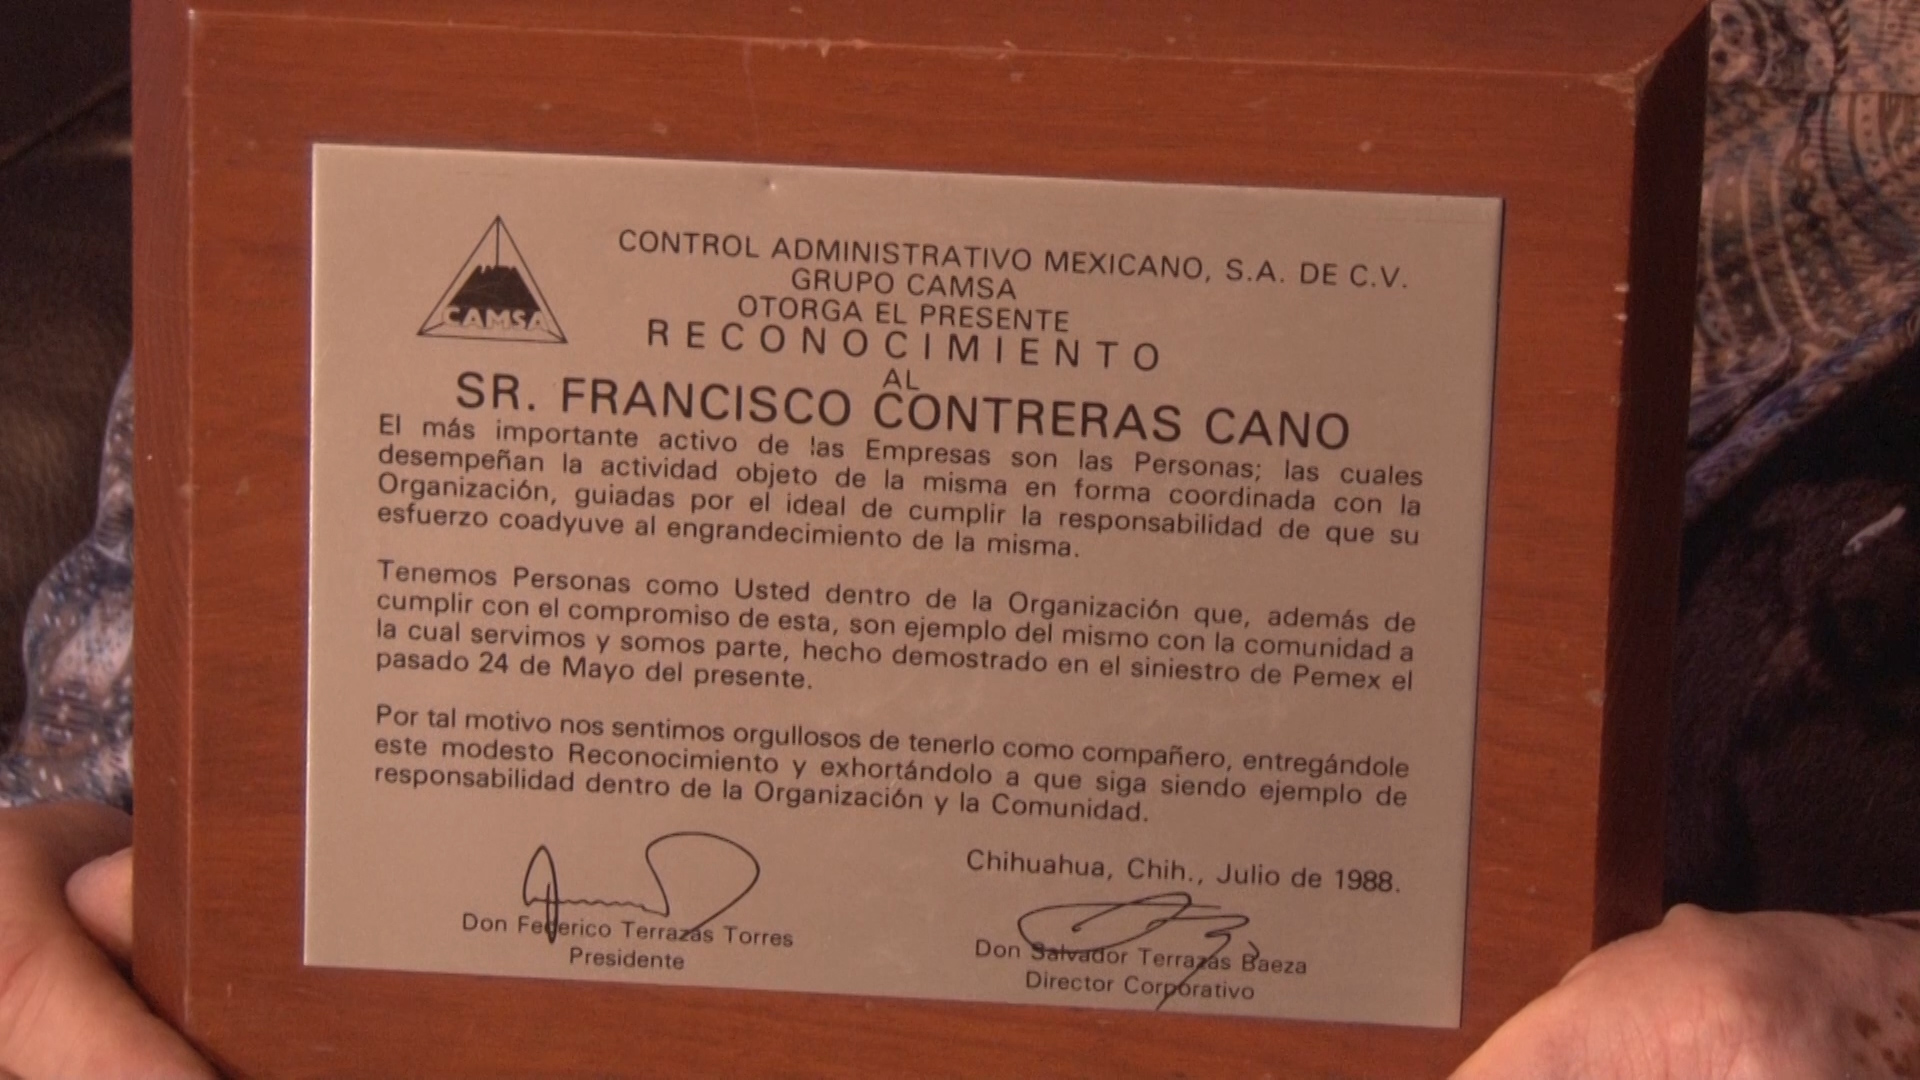 CAMSA
CONTROL ADMINISTRATIVO MEXICANO, S.A. DE C.V.
GRUPO CAMSA
OTORGA EL PRESENTE
RECONOCIMIENTO
AL
SR. FRANCISCO CONTRERAS CANO
El más importante activo de las Empresas son las Personas; las cuales
desempeñan la actividad objeto de la misma en forma coordinada con la
Organización, guiadas por el ideal de cumplir la responsabilidad de que su
esfuerzo coadyuve al engrandecimiento de la misma.
Tenemos Personas como Usted dentro de la Organización que, además de
cumplir con el compromiso de esta, son ejemplo del mismo con la comunidad a
la cual servimos y somos parte, hecho demostrado en el siniestro de Pemex el
pasado 24 de Mayo del presente.
Por tal motivo nos sentimos orgullosos de tenerlo como compañero, entregándole
este modesto Reconocimiento y exhortándolo a que siga siendo ejemplo de
responsabilidad dentro de la Organización y la Comunidad.
Chihuahua, Chih., Julio de 1988.
Don Federico Terrazas Torres
Presidente
Don Salvador Terrazas Baeza
Director Corporativo